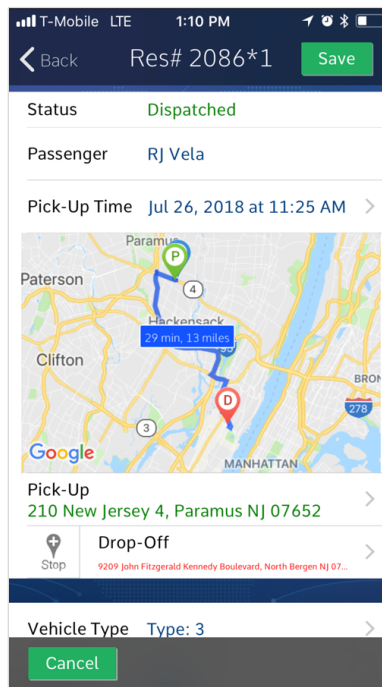 T-Mobile LTE 1:10 PM
Back Res# 2086*1 Save
Status Dispatched
Passenger RJ Vela
Pick-Up Time Jul 26, 2018 at 11:25 AM
Paramus
P
4
Paterson
Hackensack
29 min, 13 miles
95
Clifton
BRON
D
278
3
Google
MANHATTAN
Pick-Up
210 New Jersey 4, Paramus NJ 07652
Drop-Off
Stop
9209 John Fitzgerald Kennedy Boulevard, North Bergen NJ 07...
Vehicle Type Type: 3
Cancel